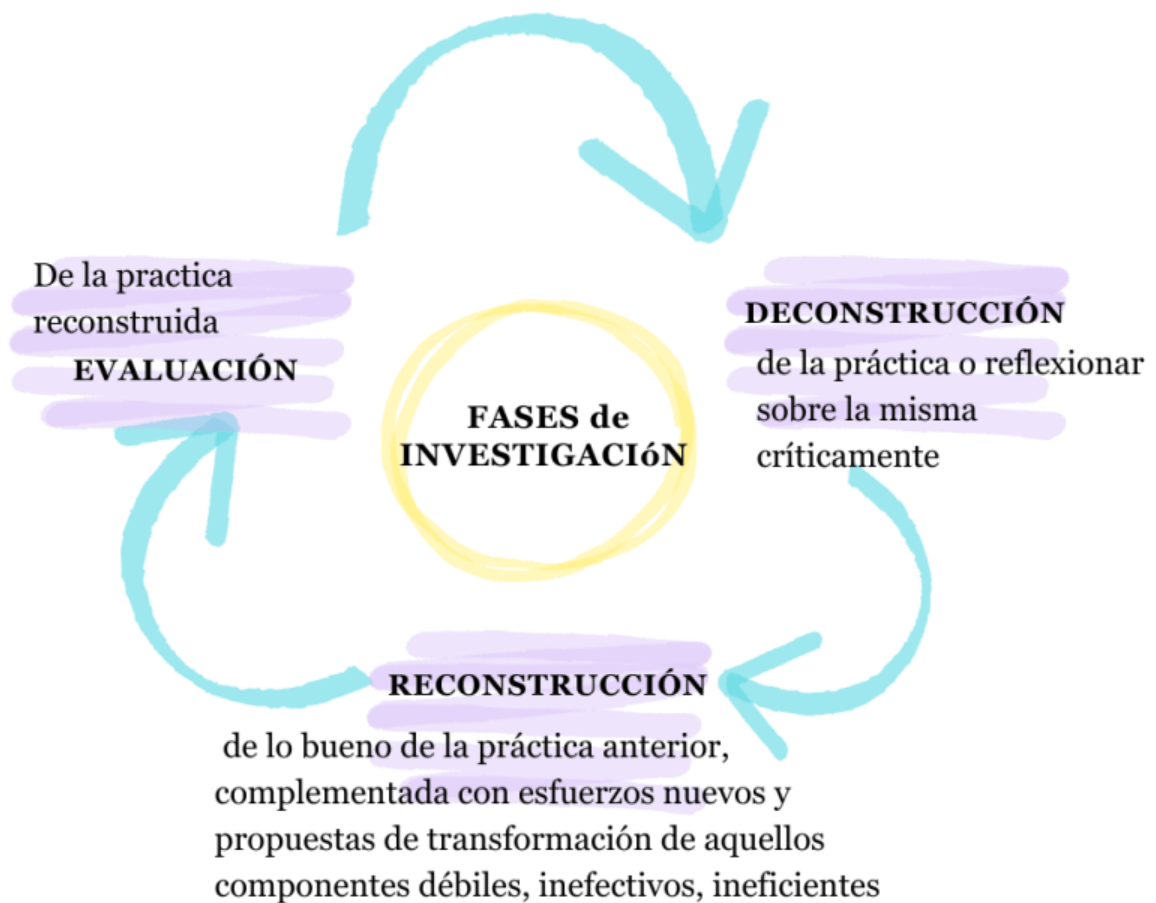 De la practica
reconstruida
EVALUACIÓN
FASES de
INVESTIGACIóN
DECONSTRUCCIÓN
de la práctica o reflexionar
sobre la misma
críticamente
RECONSTRUCCIÓN
de lo bueno de la práctica anterior,
complementada con esfuerzos nuevos y
propuestas de transformación de aquellos
componentes débiles, inefectivos, ineficientes